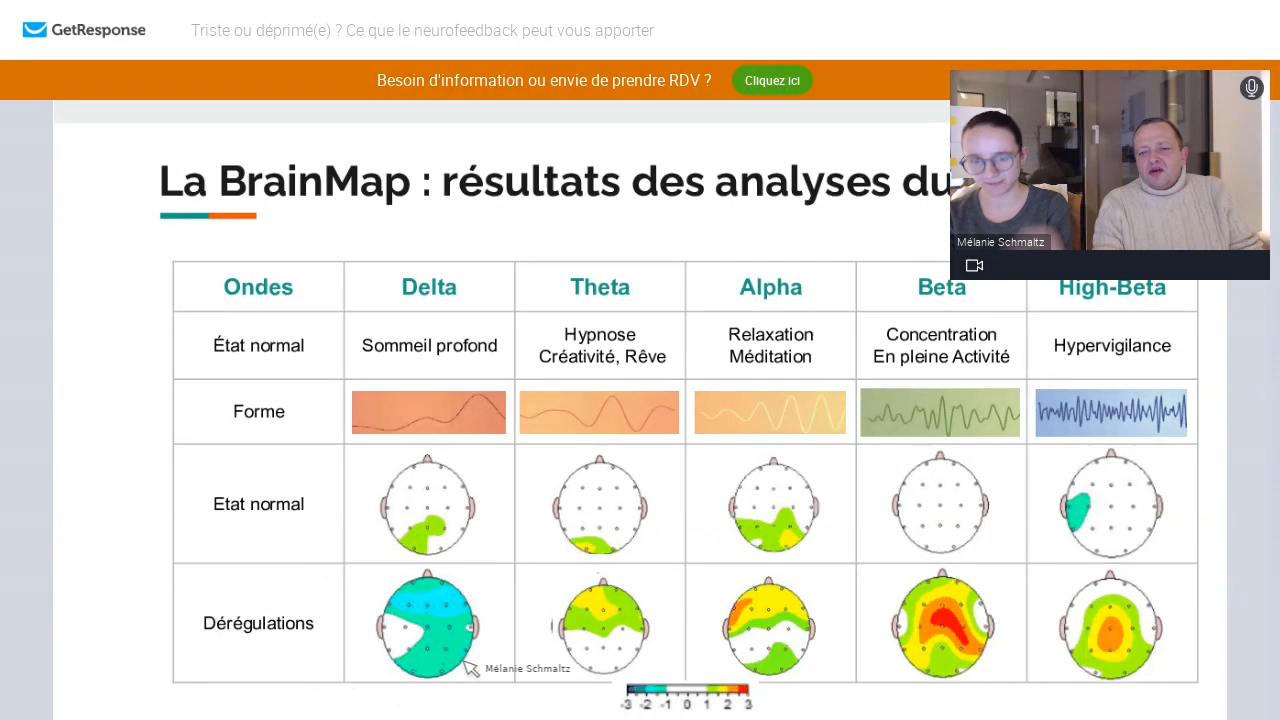 GetResponse
Triste ou déprimé(e) ? Ce que le neurofeedback peut vous apporter
Besoin d'information ou envie de prendre RDV ?
Cliquez ici
La BrainMap : résultats des analyses du
Mélanie Schmaltz
Ondes Delta Theta Alpha Beta High-Beta
État normal
Sommeil profond
Hypnose
Créativité, Rêve
Relaxation
Méditation
Concentration
En pleine Activité
Hypervigilance
Forme
Etat normal
Dérégulations
Mélanie Schmaltz
-3 -2 -1 0 1 2 3